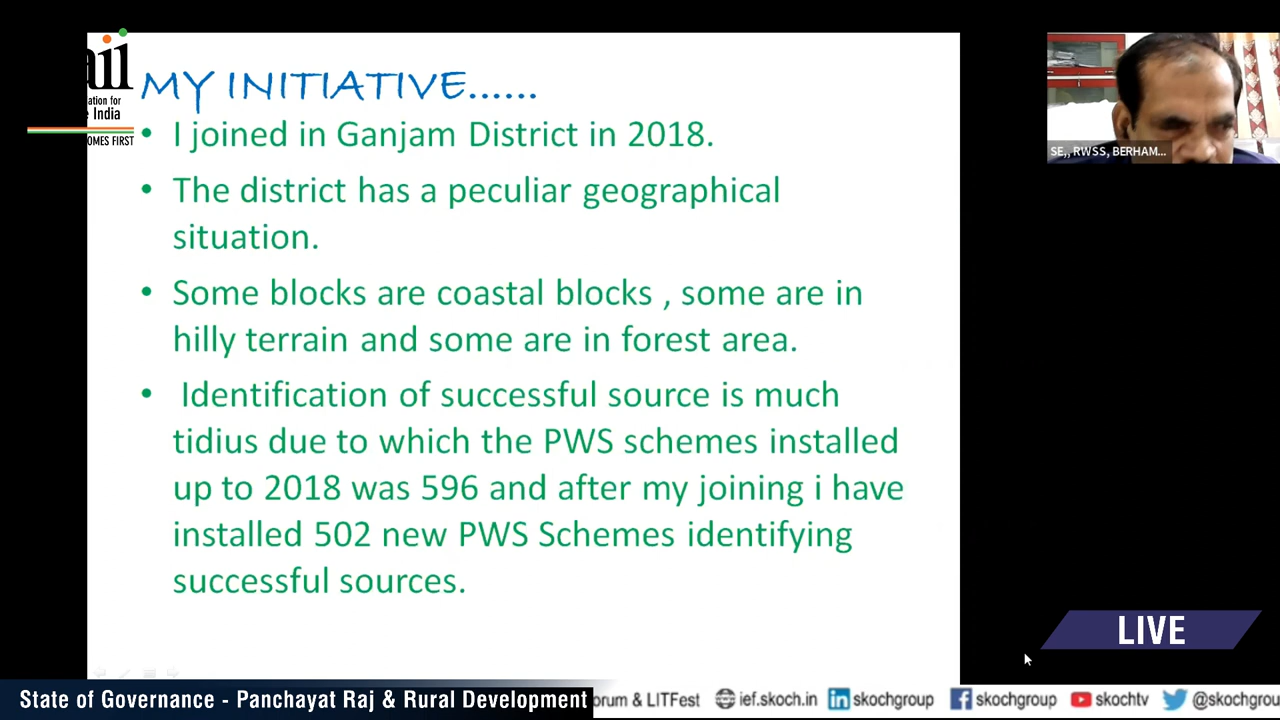 ail
ation for
e India
OMES FIRST
MY INITIATIVE......
• I joined in Ganjam District in 2018.
• The district has a peculiar geographical
situation.
• Some blocks are coastal blocks , some are in
hilly terrain and some are in forest area.
• Identification of successful source is much
tidius due to which the PWS schemes installed
up to 2018 was 596 and after my joining i have
installed 502 new PWS Schemes identifying
successful sources.
SE,, RWSS, BERHAM...
LIVE
State of Governance - Panchayat Raj & Rural Development
orum & LITFest ief.skoch.in skochgroup skochgroup skochtv @skochgroup